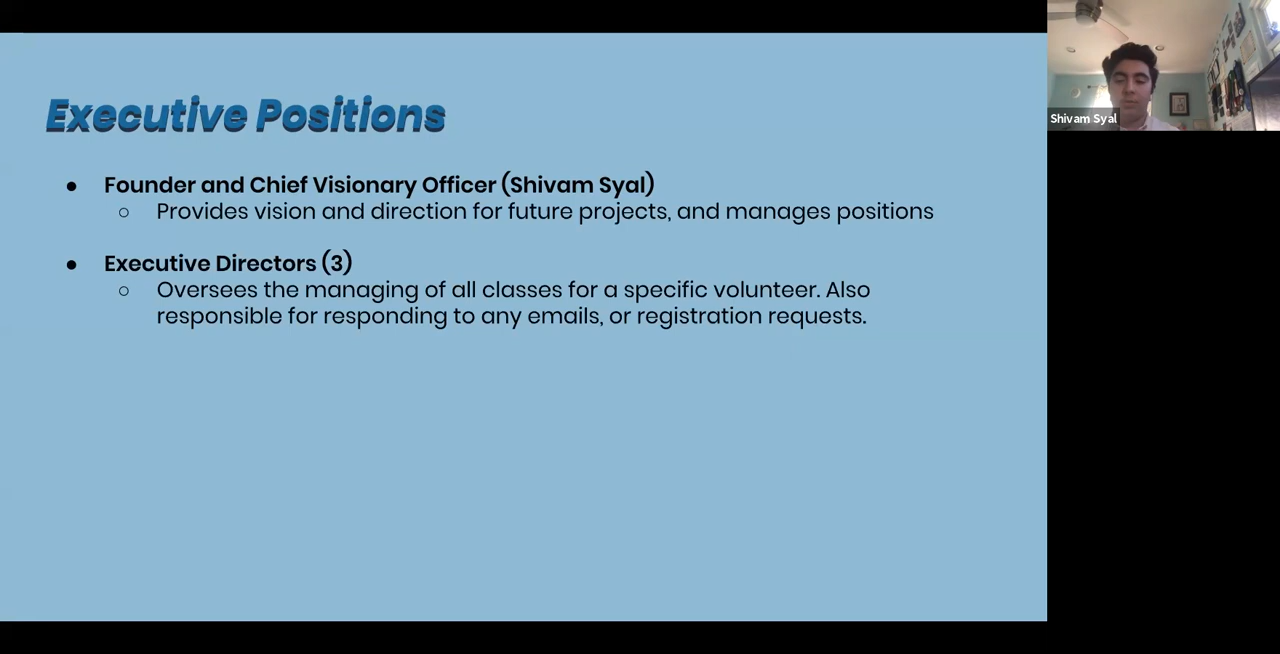 Executive Positions
● Founder and Chief Visionary Officer (Shivam Syal)
○ Provides vision and direction for future projects, and manages positions
● Executive Directors (3)
○ Oversees the managing of all classes for a specific volunteer. Also
responsible for responding to any emails, or registration requests.
Shivam Syal